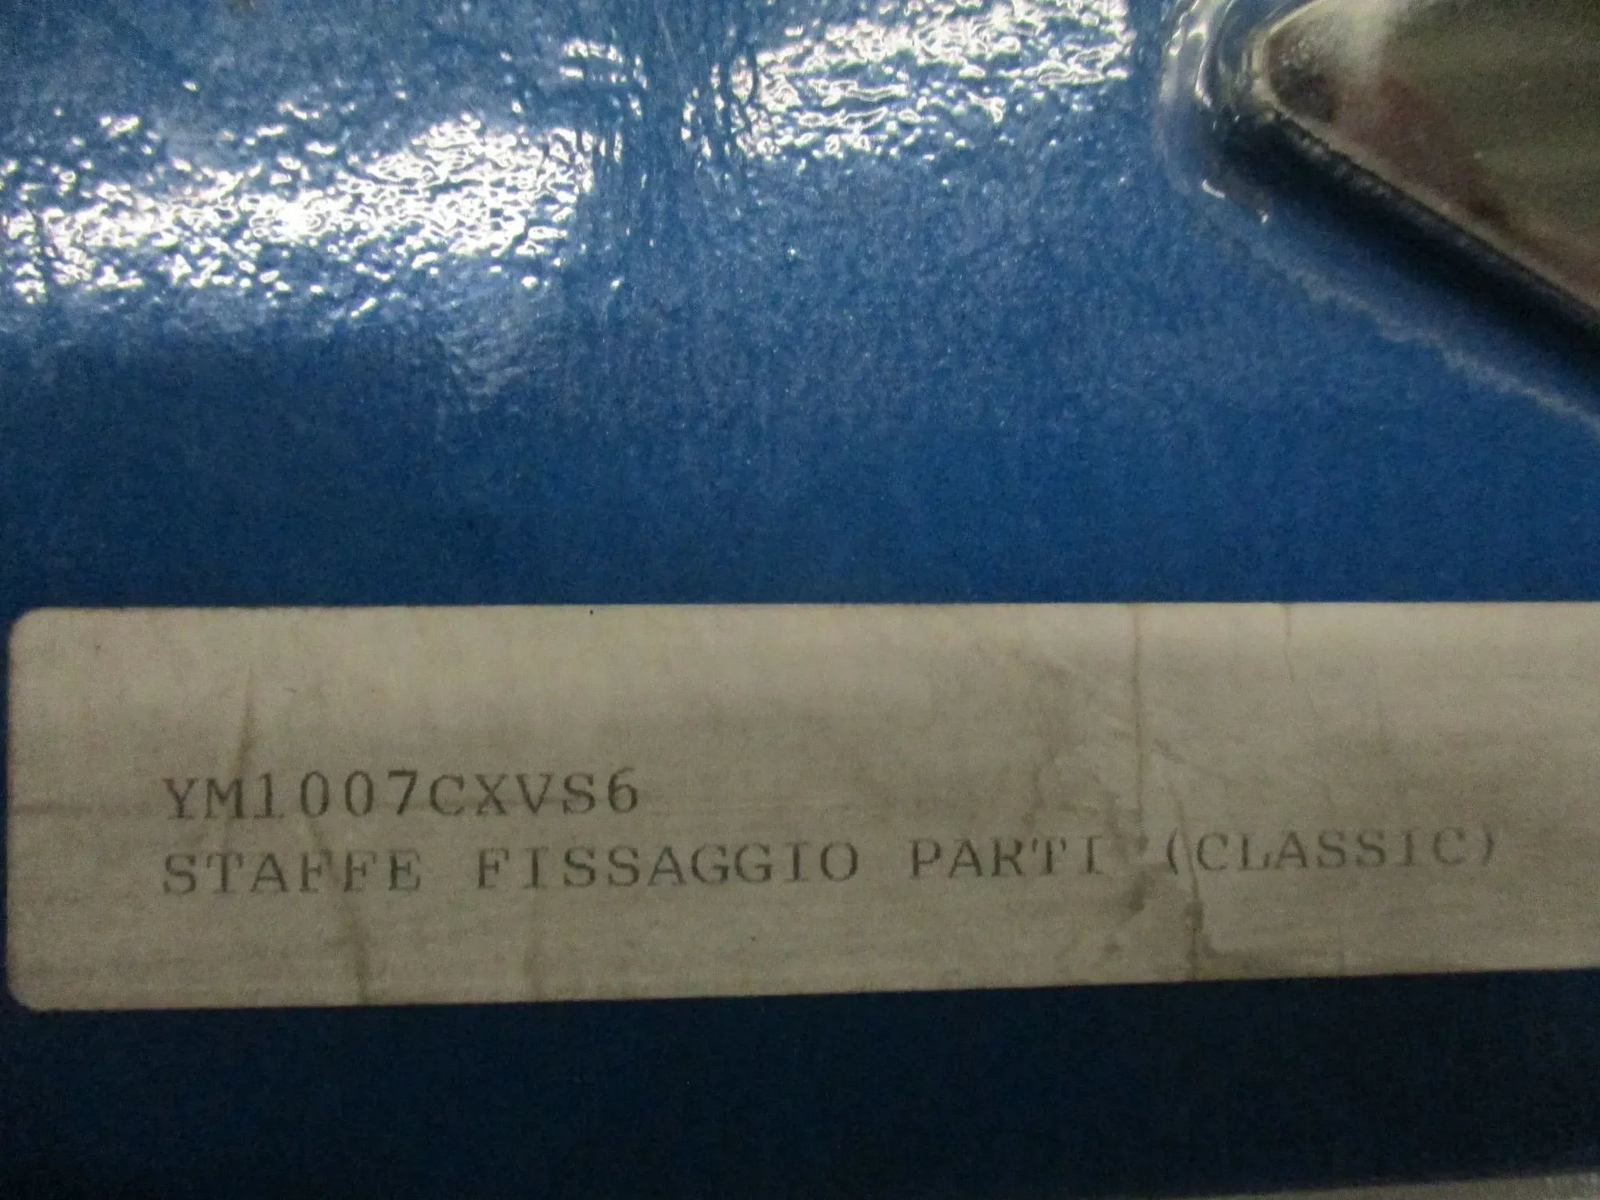 YM1007CXVS6
STAFFE FISSAGGIO PARTI (CLASSIC)